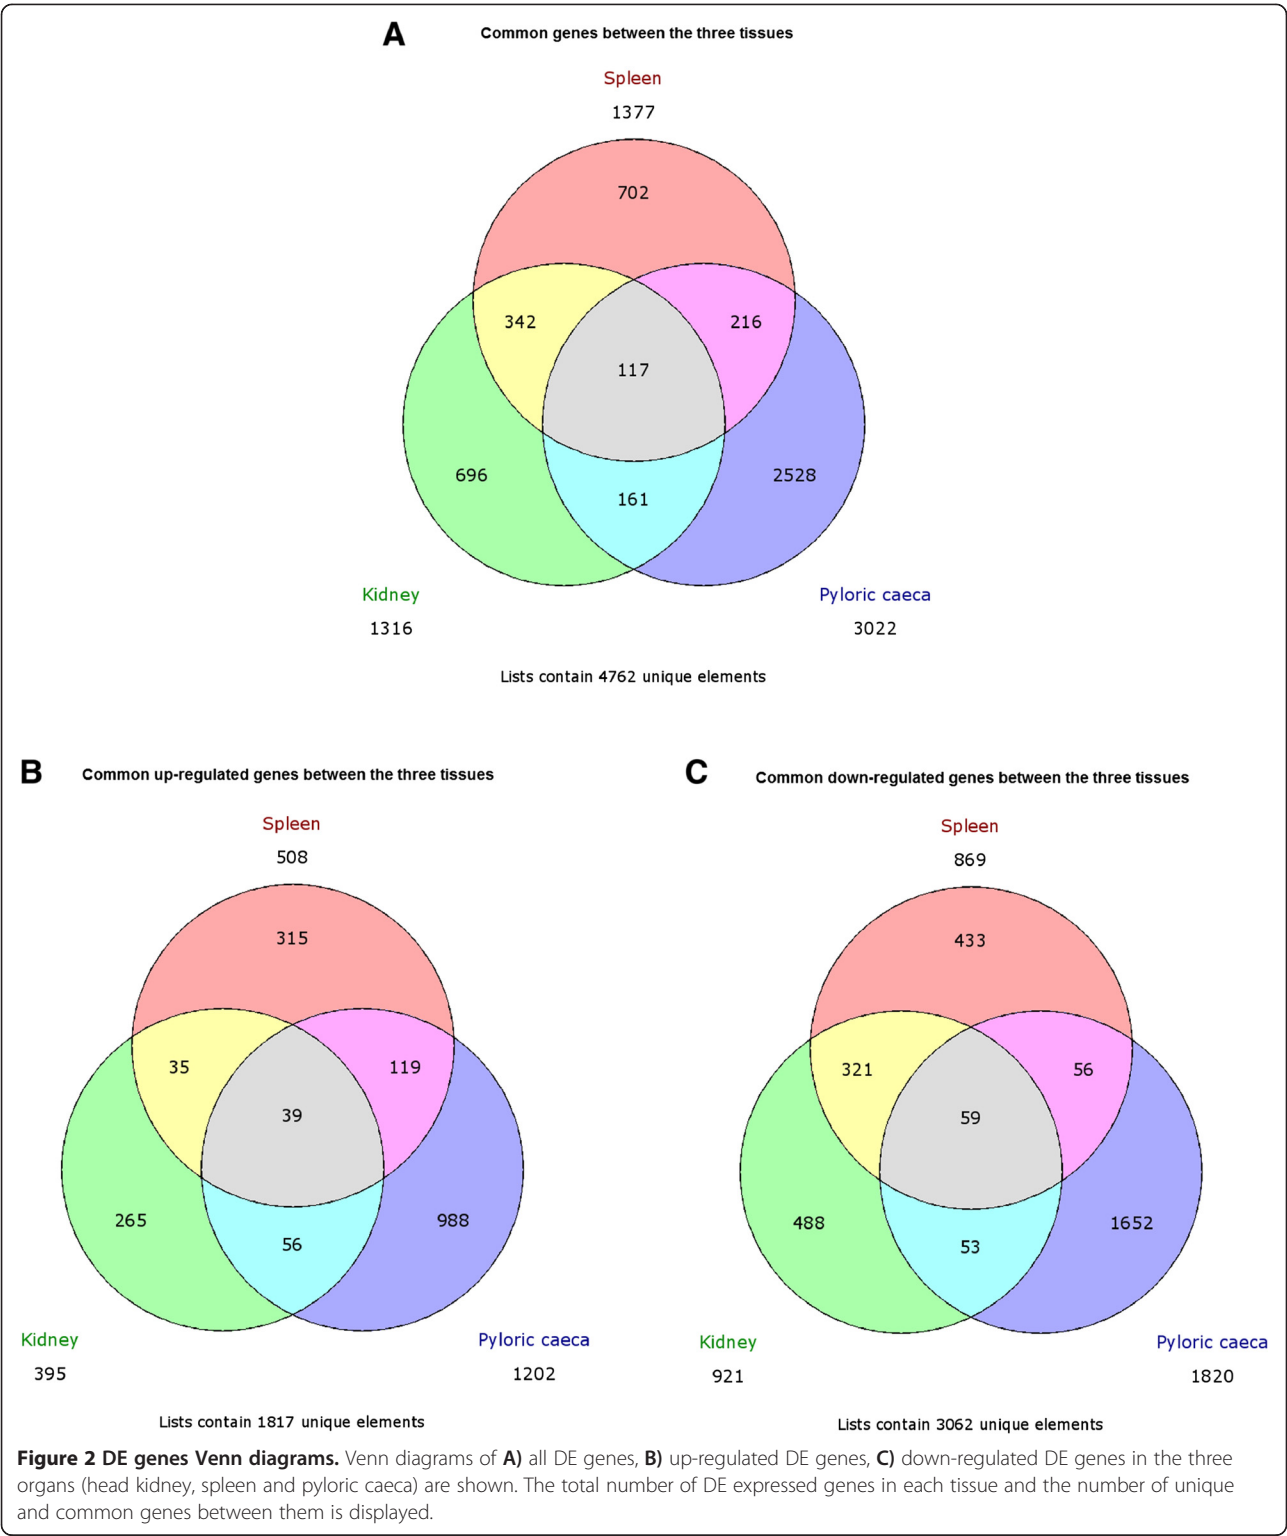 A
Common genes between the three tissues
Spleen
1377
702
342
216
117
696
161
2528
Kidney
1316
Pyloric caeca
3022
Lists contain 4762 unique elements
B
Common up-regulated genes between the three tissues
Spleen
508
315
35
119
39
265
56
988
Kidney
395
Pyloric caeca
1202
Lists contain 1817 unique elements
C
Common down-regulated genes between the three tissues
Spleen
869
433
321
56
59
488
53
1652
Kidney
921
Pyloric caeca
1820
Lists contain 3062 unique elements
Figure 2 DE genes Venn diagrams. Venn diagrams of A) all DE genes, B) up-regulated DE genes, C) down-regulated DE genes in the three
organs (head kidney, spleen and pyloric caeca) are shown. The total number of DE expressed genes in each tissue and the number of unique
and common genes between them is displayed.